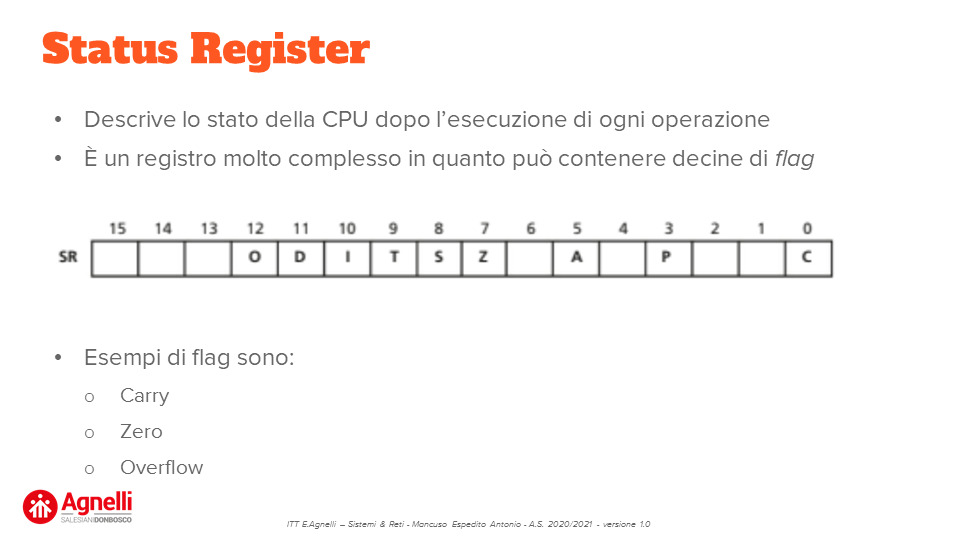 Status Register
• Descrive lo stato della CPU dopo l’esecuzione di ogni operazione
• È un registro molto complesso in quanto può contenere decine di flag
15 14 13 12 11 10 9 8 7 6 5 4 3 2 1 0
SR O D I T S Z A P C
• Esempi di flag sono:
o Carry
o Zero
o Overflow
Agnelli
SALESIANI DONBOSCO
ITT E.Agnelli – Sistemi & Reti - Mancuso Espedito Antonio - A.S. 2020/2021 - versione 1.0